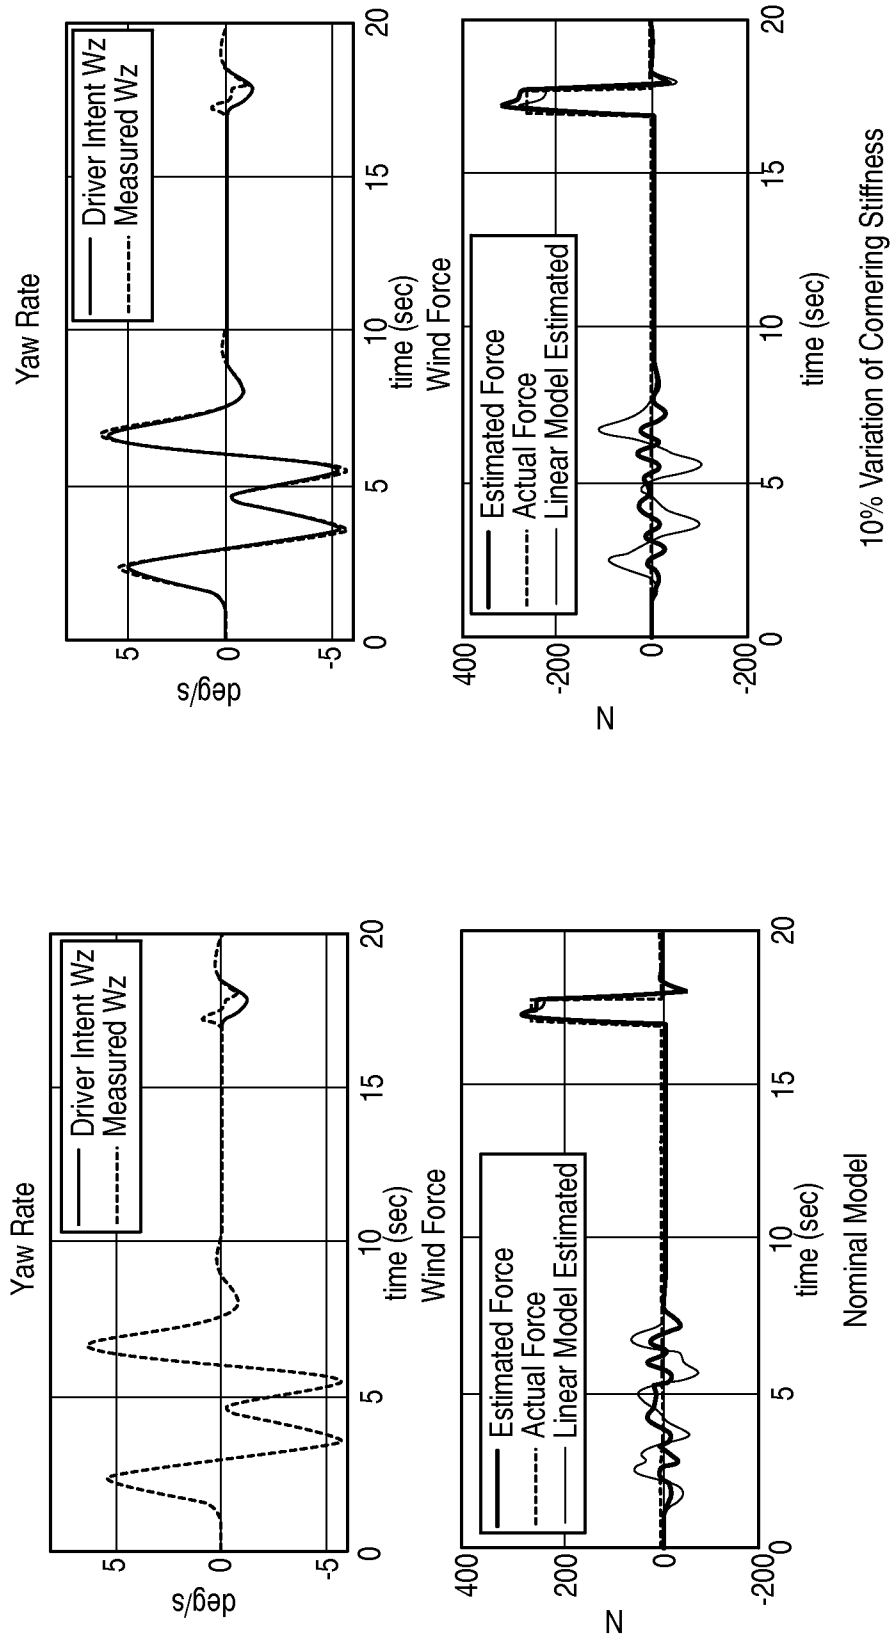 Yaw Rate
Driver Intent Wz
Measured Wz
deg/s
5
0
-5
0
5
10
15
20
time (sec)
Wind Force
Estimated Force
Actual Force
Linear Model Estimated
N
400
200
0
-200
0
5
10
15
20
time (sec)
Nominal Model
Yaw Rate
Driver Intent Wz
Measured Wz
deg/s
5
0
-5
0
5
10
15
20
time (sec)
Wind Force
Estimated Force
Actual Force
Linear Model Estimated
N
400
-200
0
-200
0
5
10
15
20
time (sec)
10% Variation of Cornering Stiffness